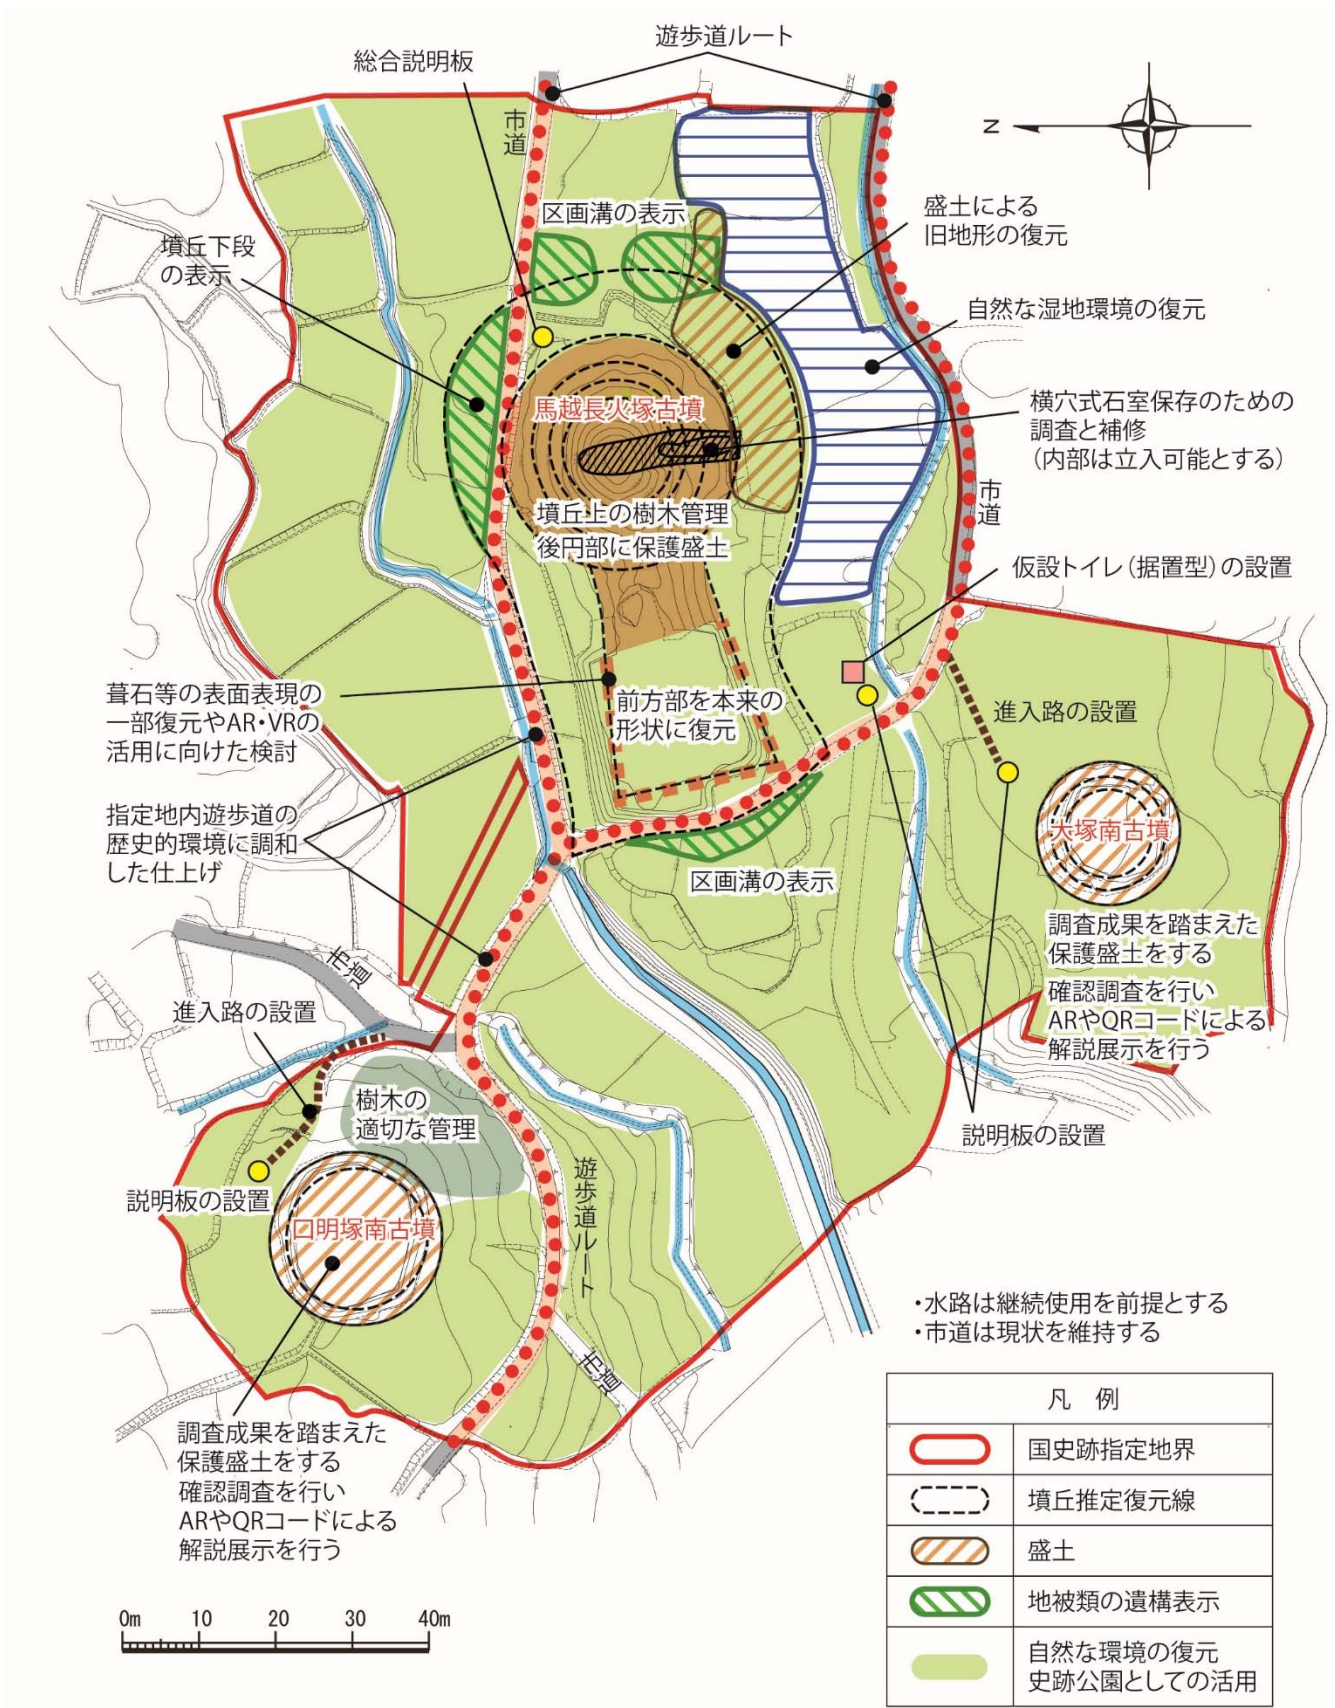 遊歩道ルート
総合説明板
市道
N
区画溝の表示
盛土による
旧地形の復元
墳丘下段
の表示
自然な湿地環境の復元
馬越長火塚古墳
横穴式石室保存のための
調査と補修
（内部は立入可能とする）
市道
墳丘上の樹木管理
後円部に保護盛土
仮設トイレ（据置型）の設置
葺石等の表面表現の
一部復元やAR・VRの
活用に向けた検討
前方部を本来の
形状に復元
進入路の設置
指定地内遊歩道の
歴史的環境に調和
した仕上げ
大塚南古墳
区画溝の表示
調査成果を踏まえた
保護盛土をする
確認調査を行い
ARやQRコードによる
解説展示を行う
市道
進入路の設置
樹木の
適切な管理
説明板の設置
説明板の設置
遊歩道ルート
口明塚南古墳
市道
・水路は継続使用を前提とする
・市道は現状を維持する
調査成果を踏まえた
保護盛土をする
確認調査を行い
ARやQRコードによる
解説展示を行う
凡 例
国史跡指定地界
墳丘推定復元線
盛土
地被類の遺構表示
自然な環境の復元
史跡公園としての活用
0m 10 20 30 40m